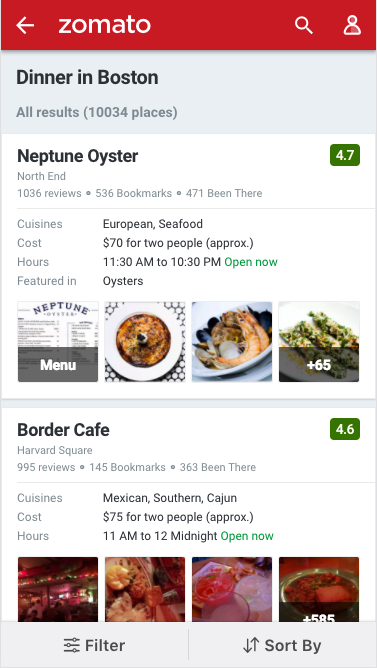 zomato
Dinner in Boston
All results (10034 places)
Neptune Oyster 4.7
North End
1036 reviews • 536 Bookmarks • 471 Been There
Cuisines European, Seafood
Cost $70 for two people (approx.)
Hours 11:30 AM to 10:30 PM Open now
Featured in Oysters
NEPTUNE
OYSTER
Menu +65
Border Cafe 4.6
Harvard Square
995 reviews • 145 Bookmarks • 363 Been There
Cuisines Mexican, Southern, Cajun
Cost $75 for two people (approx.)
Hours 11 AM to 12 Midnight Open now
+585
Filter Sort By